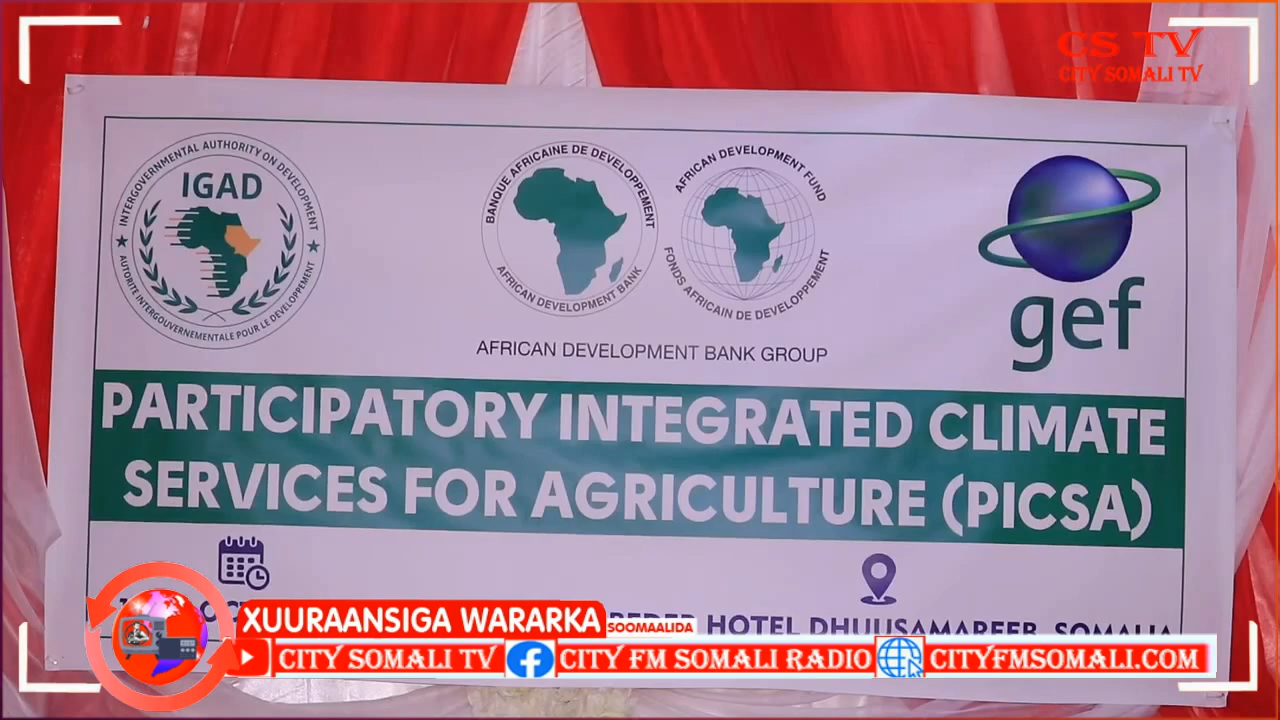 CS TV
CITY SOMALI TV
INTERGOVERNMENTAL AUTHORITY ON DEVELOPMENT
IGAD
AUTORITE INTERGOUVERNEMENTALE POUR LE DEVELOPPEMENT
BANQUE AFRICAINE DE DEVELOPPEMENT
AFRICAN DEVELOPMENT BANK
AFRICAN DEVELOPMENT FUND
FONDS AFRICAIN DE DEVELOPPEMENT
AFRICAN DEVELOPMENT BANK GROUP
gef
PARTICIPATORY INTEGRATED CLIMATE
SERVICES FOR AGRICULTURE (PICSA)
HOTEL DHUUSAMAREEB, SOMALIA
XUURAANSIGA WARARKA
SOOMAALIDA
CITY SOMALI TV CITY FM SOMALI RADIO CITYFMSOMALI.COM